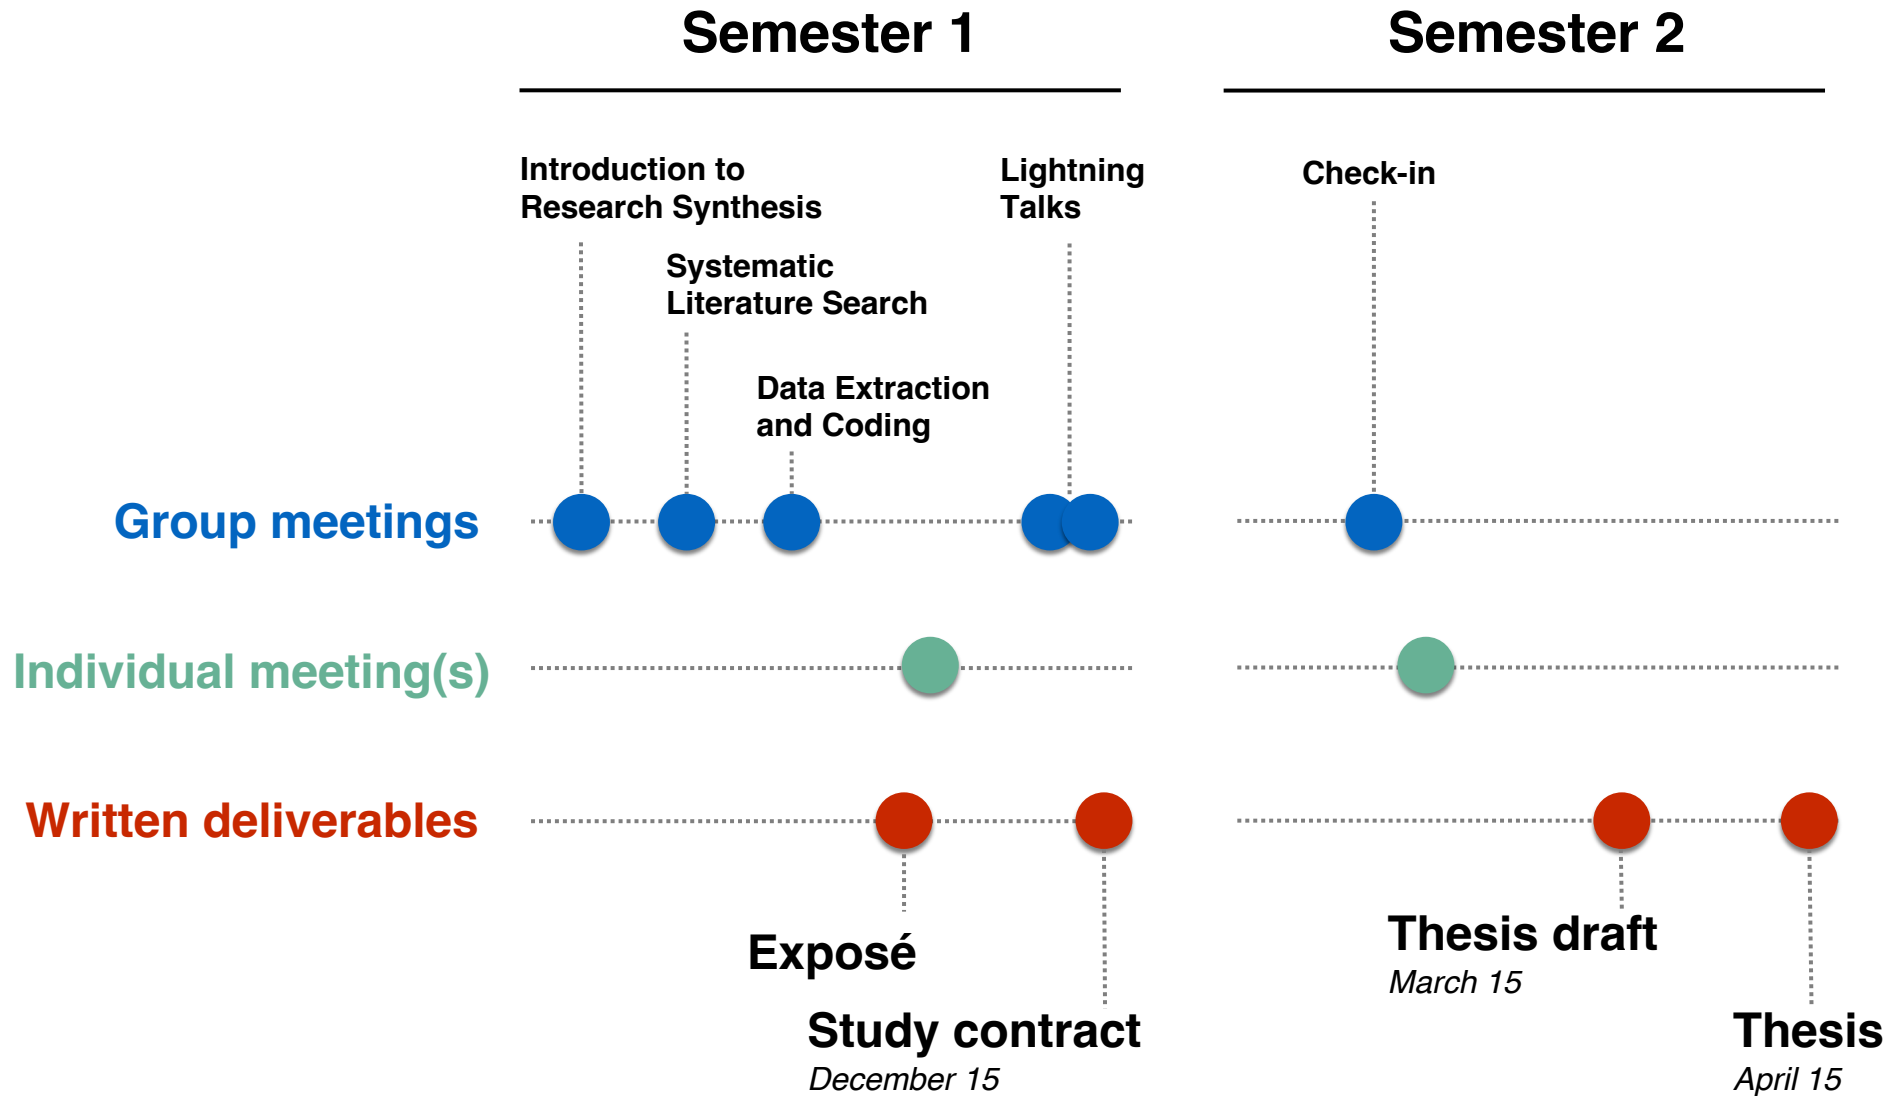 Semester 1
Semester 2
Introduction to
Research Synthesis
Lightning
Talks
Check-in
Systematic
Literature Search
Data Extraction
and Coding
Group meetings
Individual meeting(s)
Written deliverables
Exposé
Thesis draft
March 15
Study contract
December 15
Thesis
April 15